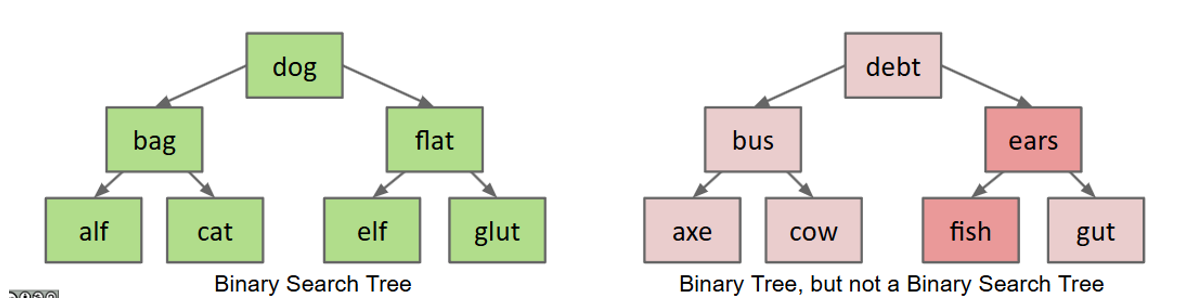 dog
bag
flat
alf
cat
elf
glut
Binary Search Tree
debt
bus
ears
axe
cow
fish
gut
Binary Tree, but not a Binary Search Tree